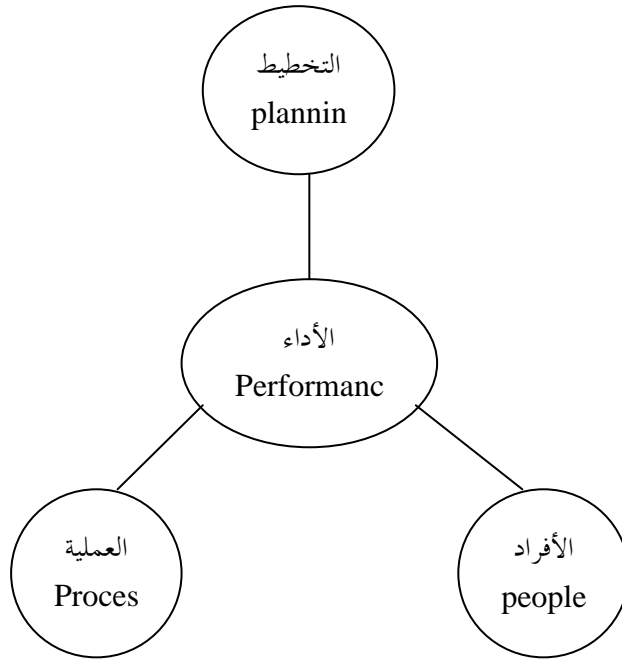 التخطيط
plannin
الأداء
Performanc
العملية
Proces
الأفراد
people